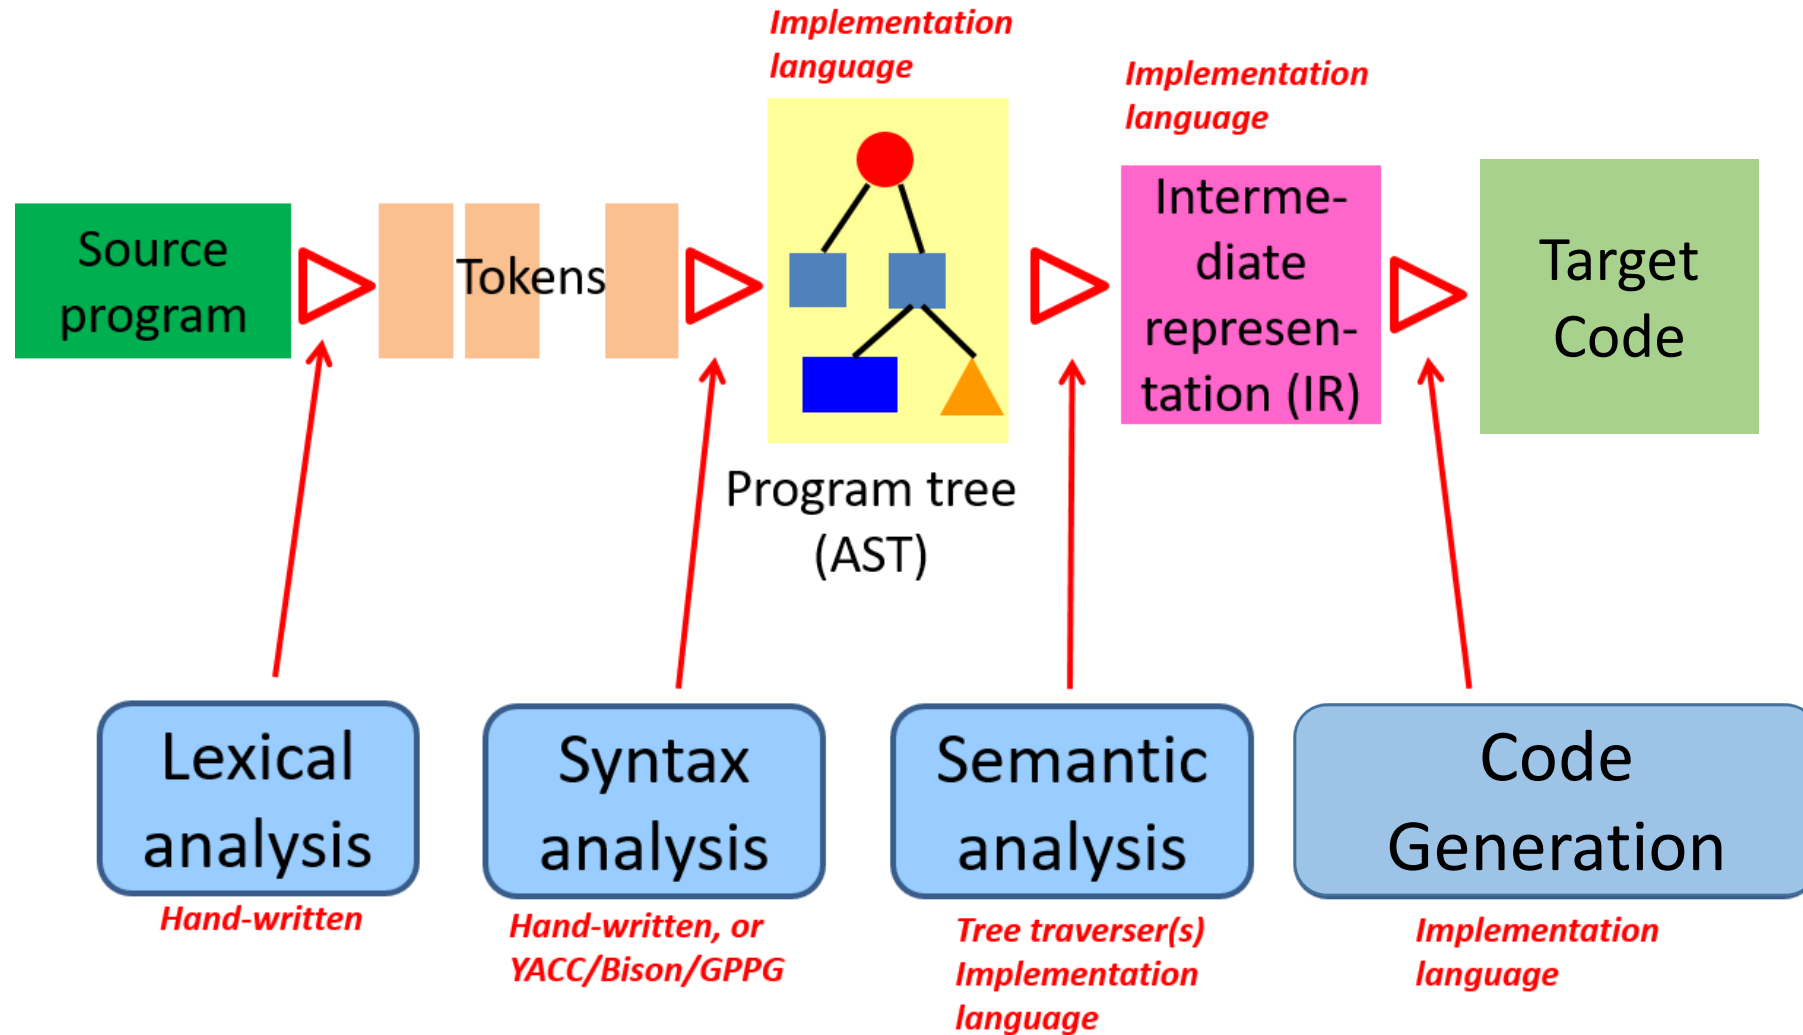 Implementation
language
Implementation
language
Source
program
Tokens
Interme-
diate
represen-
tation (IR)
Target
Code
Program tree
(AST)
Lexical
analysis
Syntax
analysis
Semantic
analysis
Code
Generation
Hand-written
Hand-written, or
YACC/Bison/GPPG
Tree traverser(s)
Implementation
language
Implementation
language